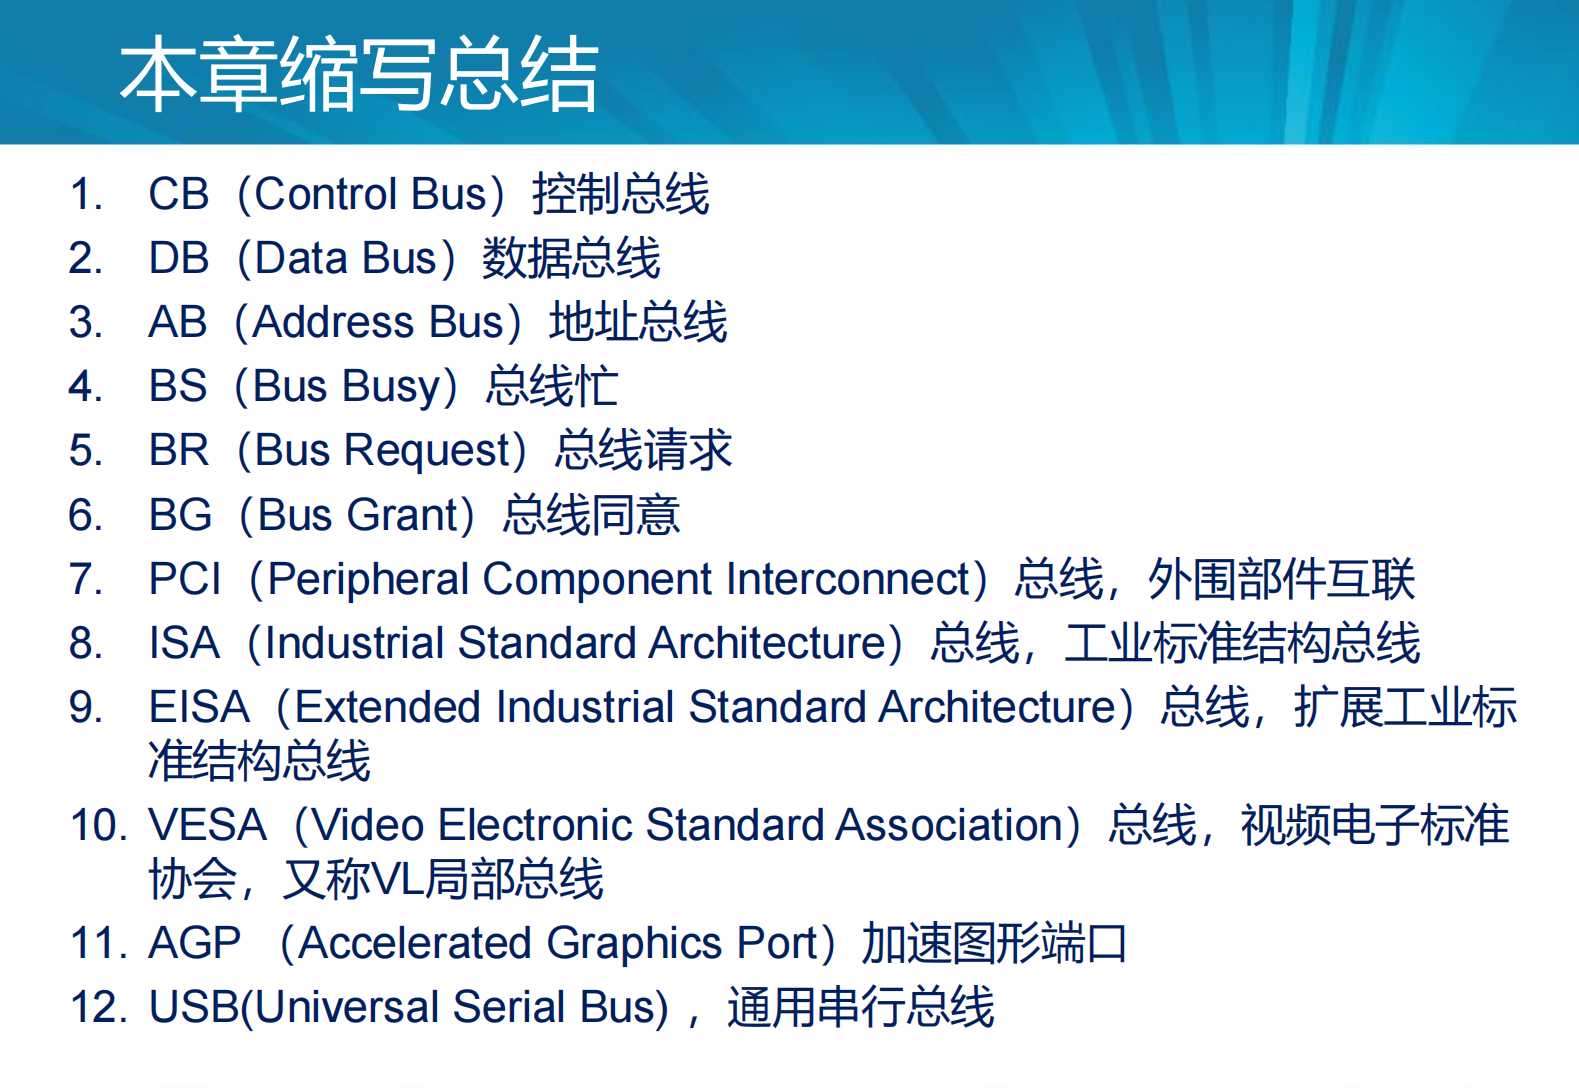 本章缩写总结
1. CB（Control Bus）控制总线
2. DB（Data Bus）数据总线
3. AB（Address Bus）地址总线
4. BS（Bus Busy）总线忙
5. BR（Bus Request）总线请求
6. BG（Bus Grant）总线同意
7. PCI（Peripheral Component Interconnect）总线，外围部件互联
8. ISA（Industrial Standard Architecture）总线，工业标准结构总线
9. EISA（Extended Industrial Standard Architecture）总线，扩展工业标
准结构总线
10. VESA（Video Electronic Standard Association）总线，视频电子标准
协会，又称VL局部总线
11. AGP （Accelerated Graphics Port）加速图形端口
12. USB(Universal Serial Bus) ，通用串行总线